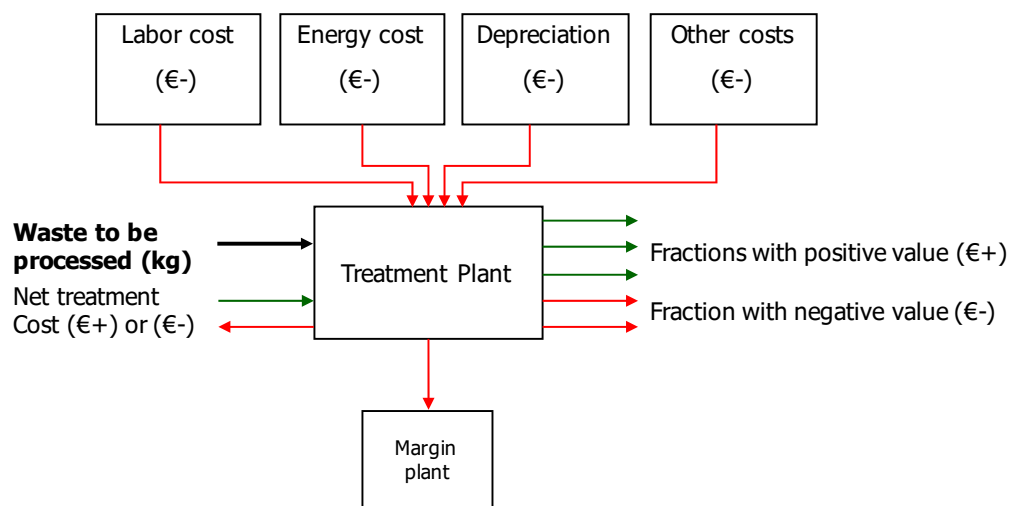 Labor cost
(€-)
Energy cost
(€-)
Depreciation
(€-)
Other costs
(€-)
Waste to be
processed (kg)
Net treatment
Cost (€+) or (€-)
Treatment Plant
Fractions with positive value (€+)
Fraction with negative value (€-)
Margin
plant